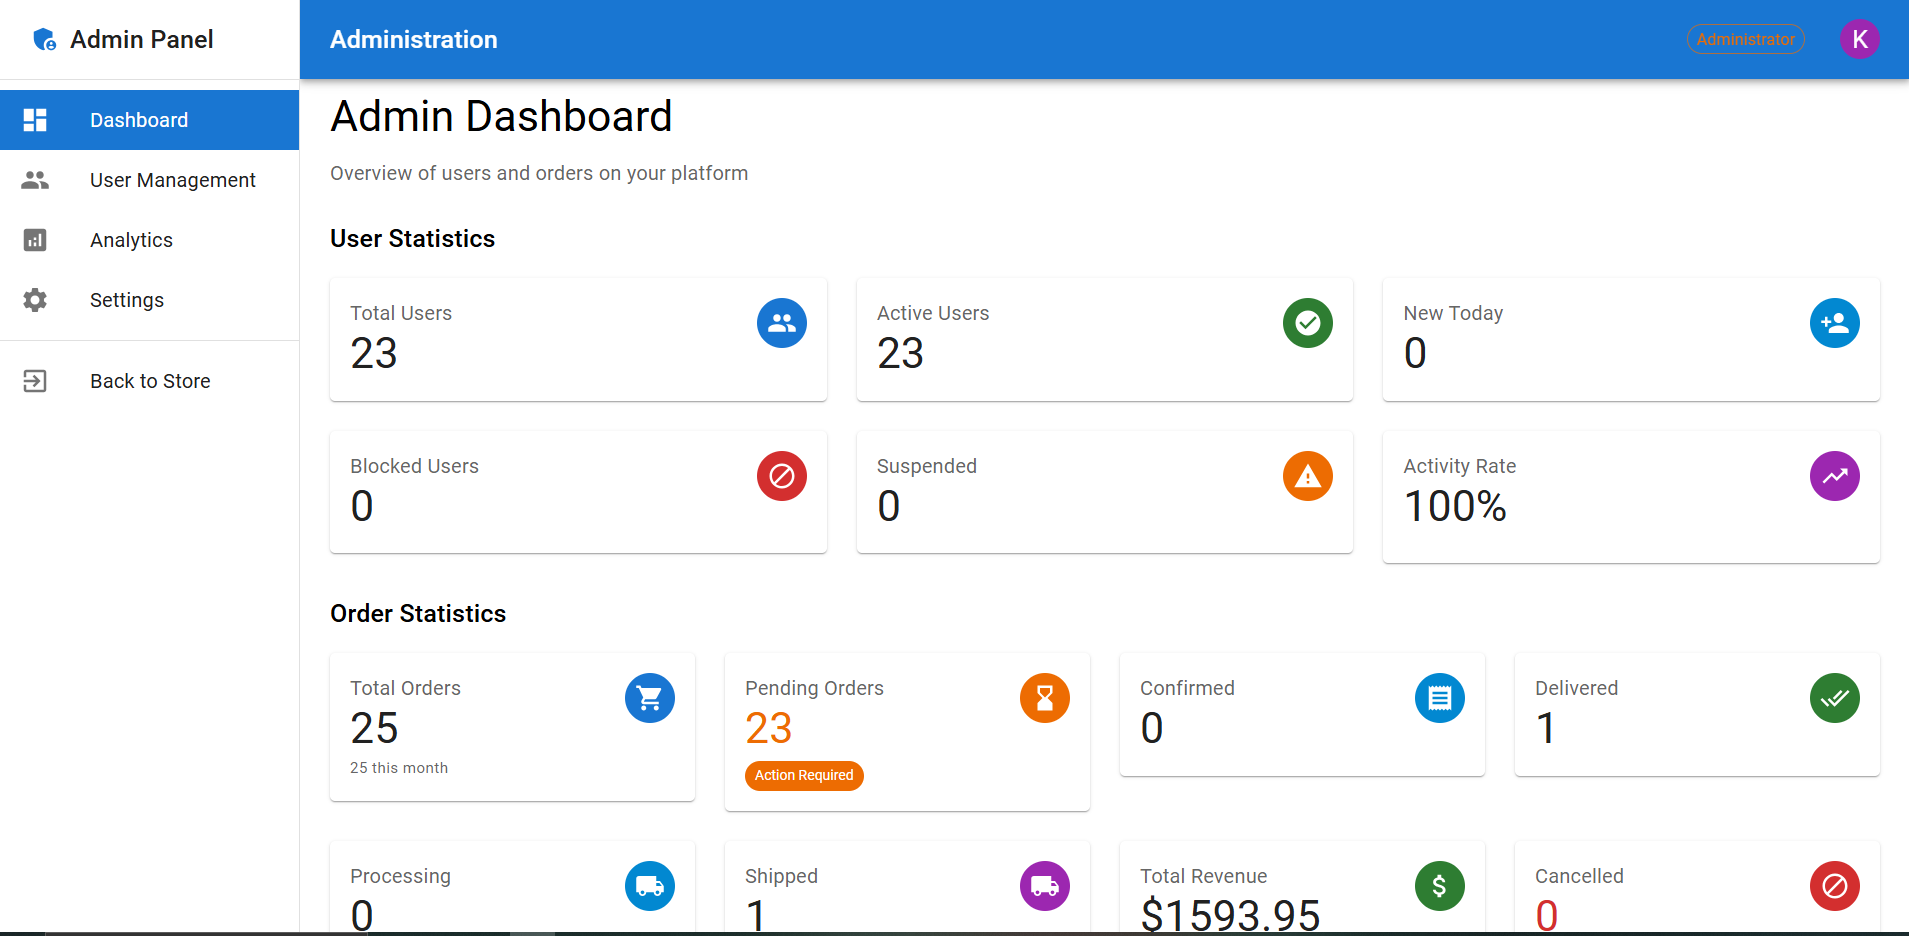 Admin Panel
Administration
Administrator
K
Dashboard
User Management
Analytics
Settings
Back to Store
Admin Dashboard
Overview of users and orders on your platform
User Statistics
Total Users
23
Active Users
23
New Today
0
Blocked Users
0
Suspended
0
Activity Rate
100%
Order Statistics
Total Orders
25
25 this month
Pending Orders
23
Action Required
Confirmed
0
Delivered
1
Processing
0
Shipped
1
Total Revenue
$1593.95
Cancelled
0